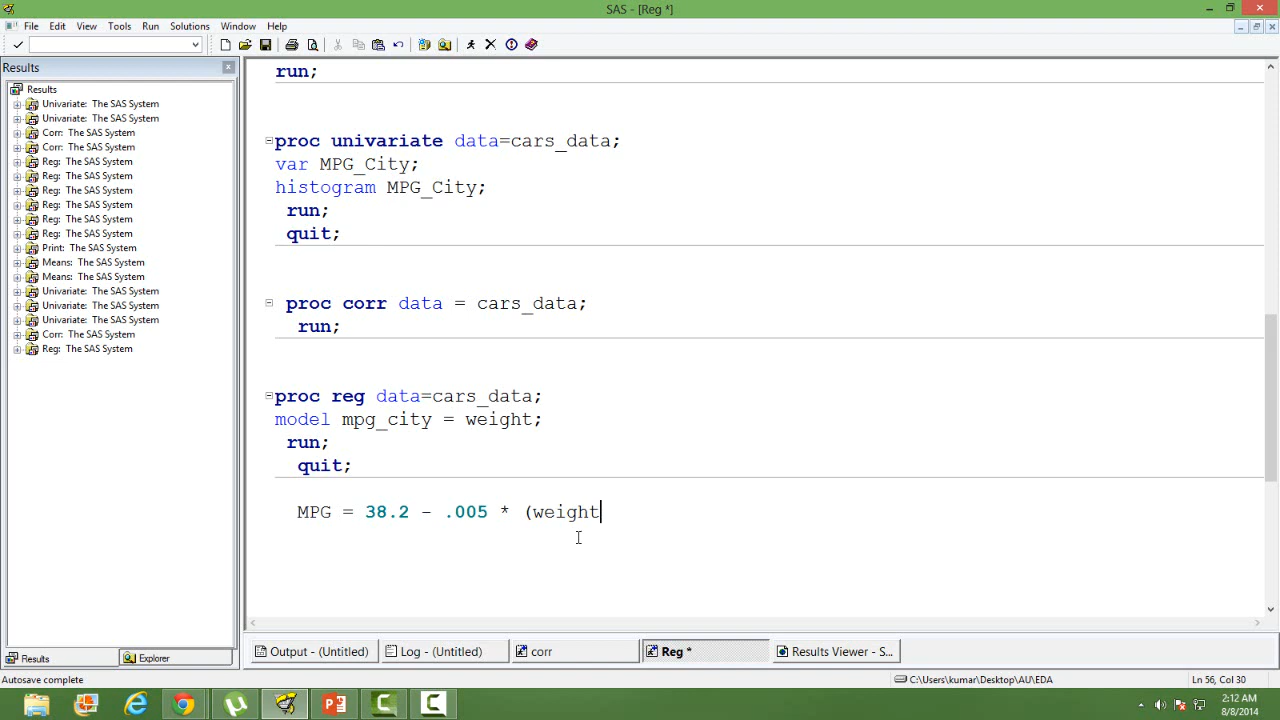 SAS - [Reg *]
File Edit View Tools Run Solutions Window Help
Results
Results
Univariate: The SAS System
Univariate: The SAS System
Corr: The SAS System
Corr: The SAS System
Reg: The SAS System
Reg: The SAS System
Reg: The SAS System
Reg: The SAS System
Reg: The SAS System
Reg: The SAS System
Print: The SAS System
Means: The SAS System
Means: The SAS System
Univariate: The SAS System
Univariate: The SAS System
Univariate: The SAS System
Corr: The SAS System
Reg: The SAS System
run;
proc univariate data=cars_data;
var MPG_City;
histogram MPG_City;
run;
quit;
proc corr data = cars_data;
run;
proc reg data=cars_data;
model mpg_city = weight;
run;
quit;
MPG = 38.2 - .005 * (weight
Results Explorer
Output - (Untitled) Log - (Untitled) corr Reg * Results Viewer - S...
Autosave complete C:\Users\kumar\Desktop\AU\EDA Ln 56, Col 30
2:12 AM
8/8/2014